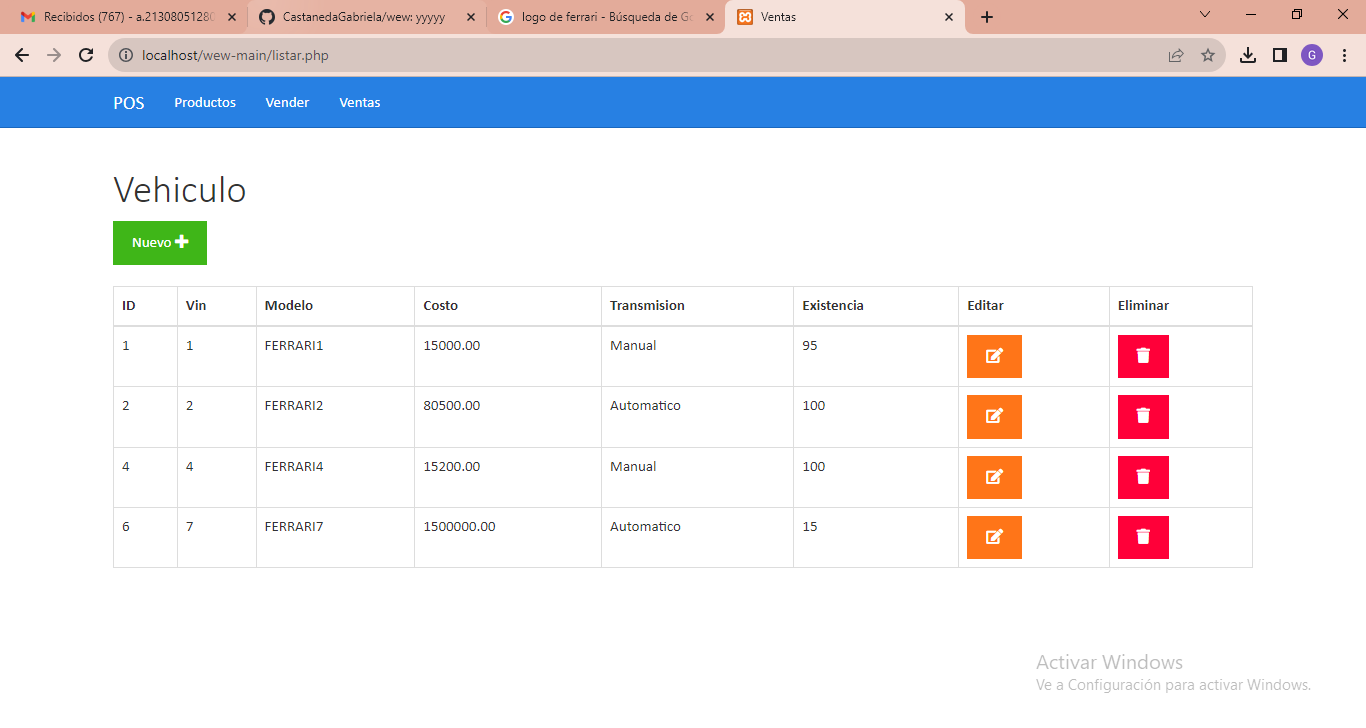 Recibidos (767) - a.21308051280
CastanedaGabriela/wew: yyyyy
logo de ferrari - Búsqueda de Go
Ventas
localhost/wew-main/listar.php
G
POS Productos Vender Ventas
Vehiculo
Nuevo
ID Vin Modelo Costo Transmision Existencia Editar Eliminar
1 1 FERRARI1 15000.00 Manual 95
2 2 FERRARI2 80500.00 Automatico 100
4 4 FERRARI4 15200.00 Manual 100
6 7 FERRARI7 1500000.00 Automatico 15
Activar Windows
Ve a Configuración para activar Windows.